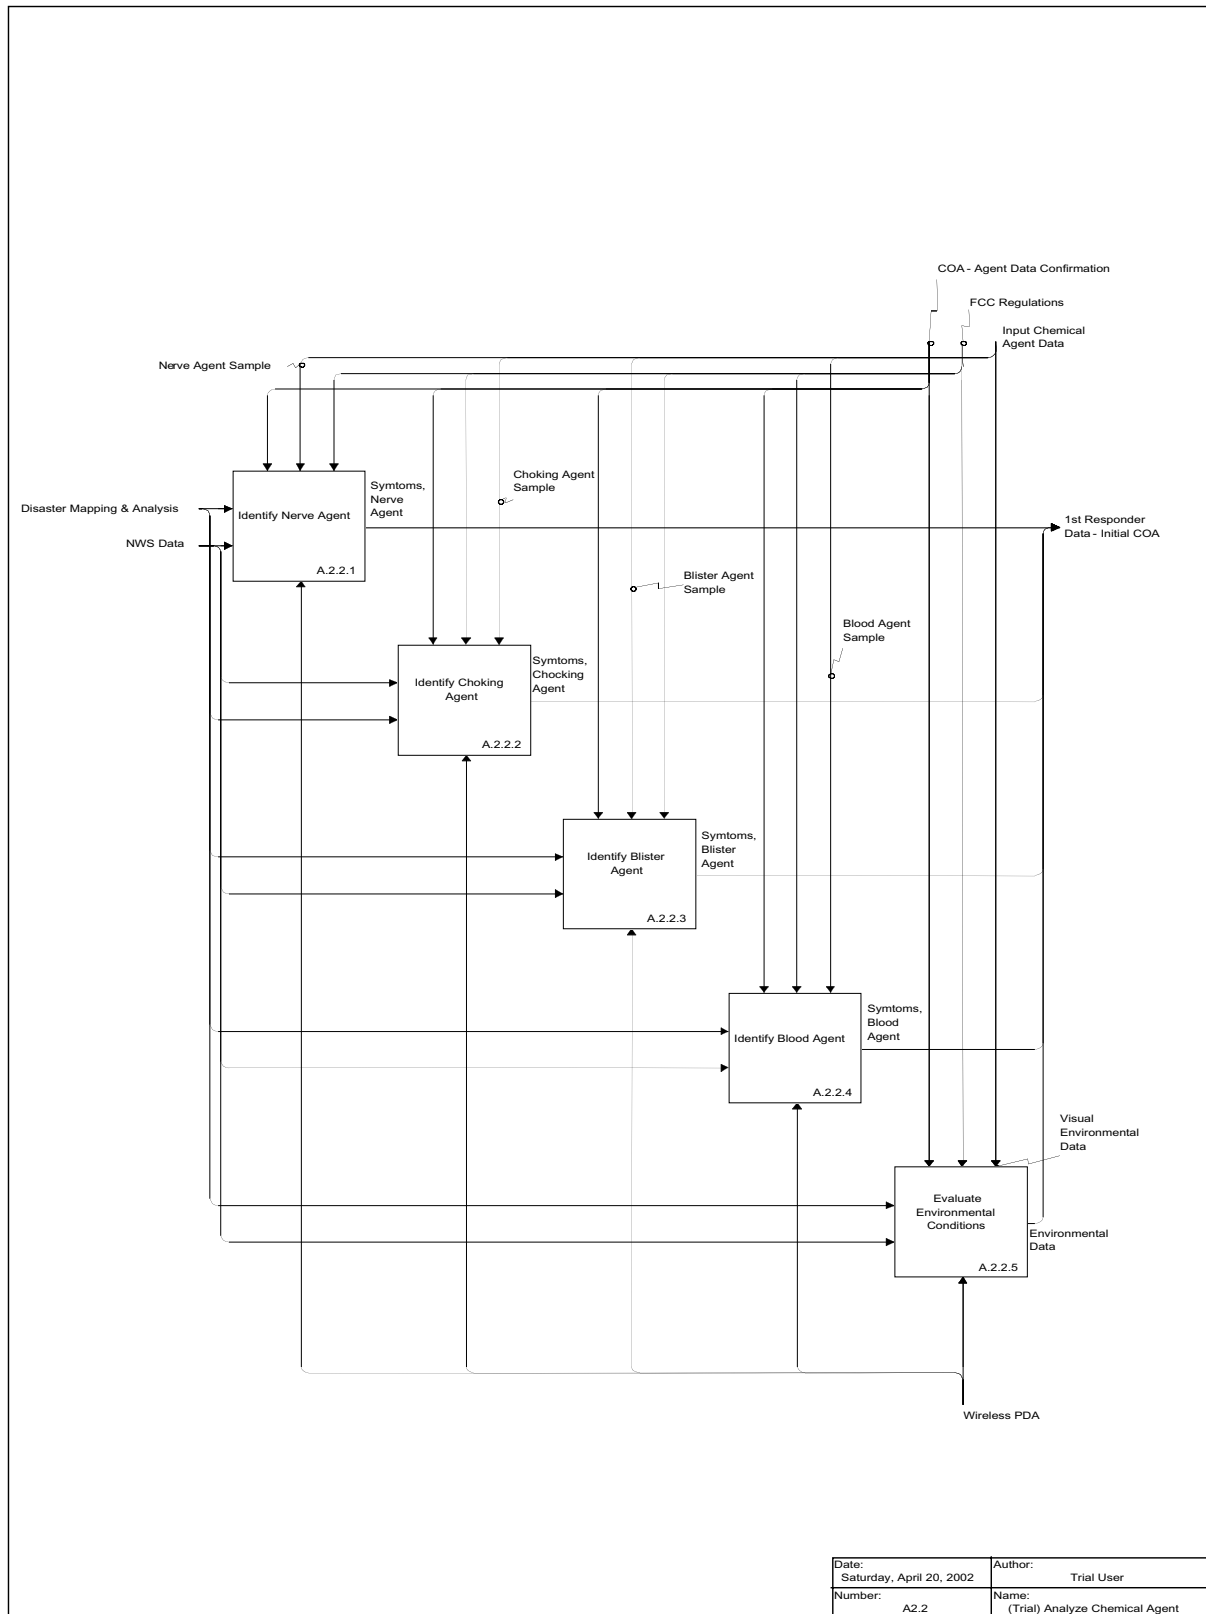 COA - Agent Data Confirmation
FCC Regulations
Input Chemical
Agent Data
Nerve Agent Sample
Symtoms,
Nerve
Agent
Choking Agent
Sample
Disaster Mapping & Analysis
Identify Nerve Agent
NWS Data
A.2.2.1
1st Responder
Data - Initial COA
Blister Agent
Sample
Blood Agent
Sample
Symtoms,
Chocking
Agent
Identify Choking
Agent
A.2.2.2
Symtoms,
Blister
Agent
Identify Blister
Agent
A.2.2.3
Symtoms,
Blood
Agent
Identify Blood Agent
A.2.2.4
Visual
Environmental
Data
Evaluate
Environmental
Conditions
A.2.2.5
Environmental
Data
Wireless PDA
Date:
Saturday, April 20, 2002
Author:
Trial User
Number:
A2.2
Name:
(Trial) Analyze Chemical Agent